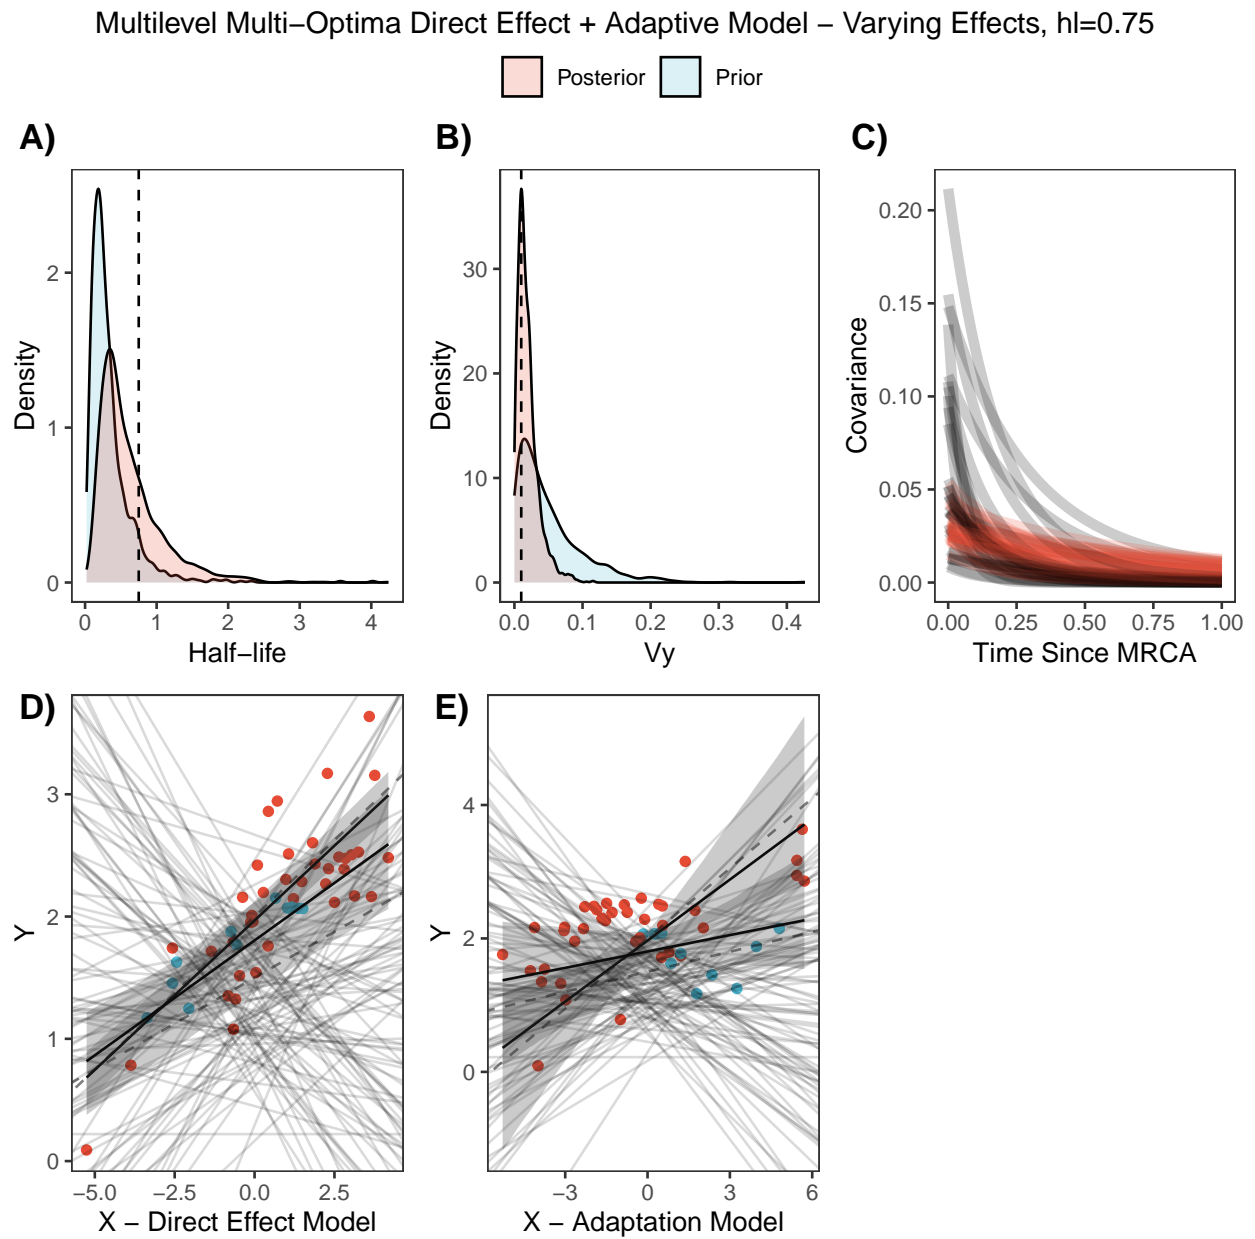 Multilevel Multi−Optima Direct Effect + Adaptive Model − Varying Effects, hl=0.75
Posterior Prior
A) B) C)
Density
0
1
2
0 1 2 3 4
Half−life
Density
0
10
20
30
0.0 0.1 0.2 0.3 0.4
Vy
Covariance
0.00
0.05
0.10
0.15
0.20
0.00 0.25 0.50 0.75 1.00
Time Since MRCA
D) E)
Y
0
1
2
3
−5.0 −2.5 0.0 2.5
X − Direct Effect Model
Y
0
2
4
−3 0 3 6
X − Adaptation Model